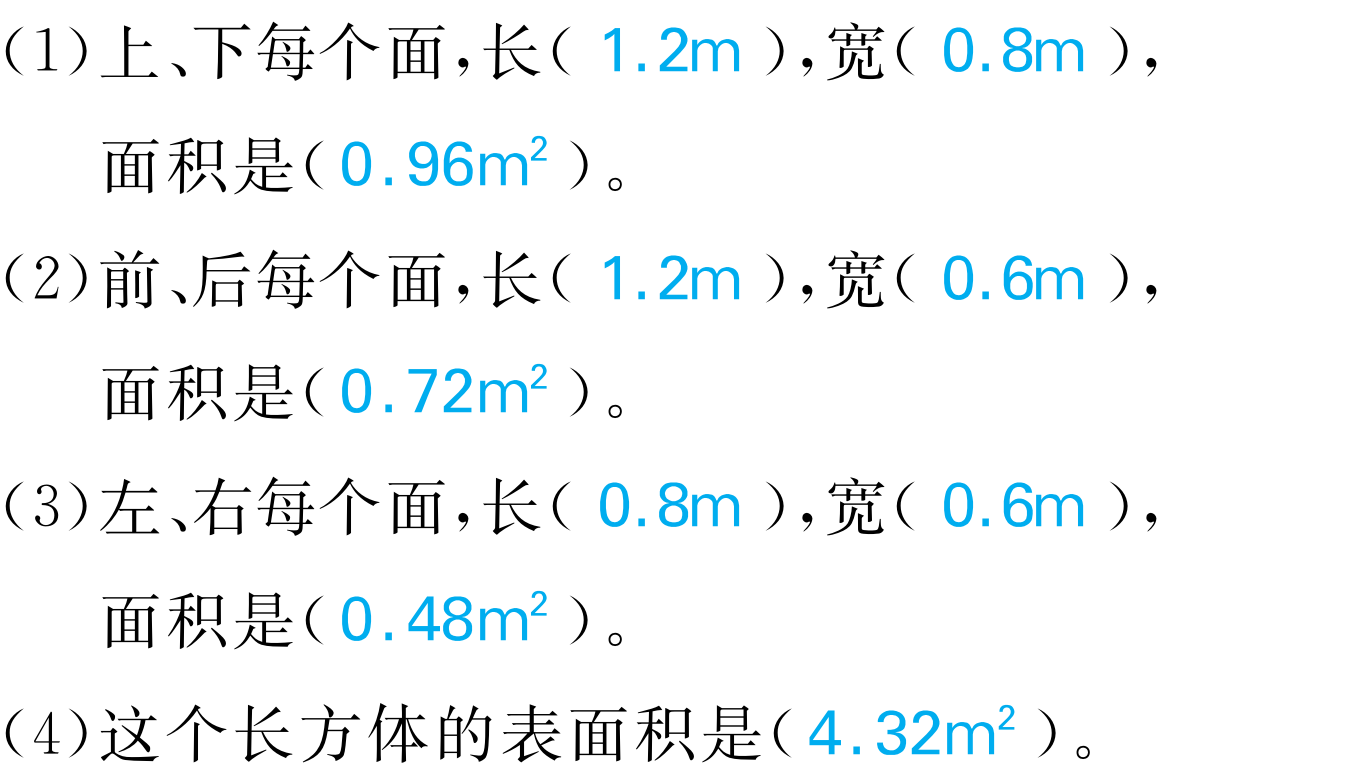 (1)上、下每个面,长( 1.2m ),宽( 0.8m ),
面积是( 0.96m² )。
(2)前、后每个面,长( 1.2m ),宽( 0.6m ),
面积是( 0.72m² )。
(3)左、右每个面,长( 0.8m ),宽( 0.6m ),
面积是( 0.48m² )。
(4)这个长方体的表面积是( 4.32m² )。